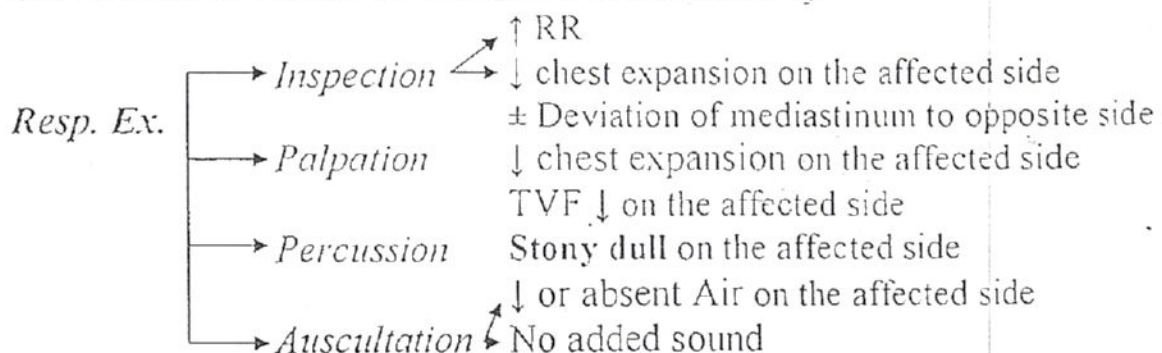 ↑ RR
Inspection ↓ chest expansion on the affected side
Resp. Ex. ± Deviation of mediastinum to opposite side
Palpation ↓ chest expansion on the affected side
TVF ↓ on the affected side
Percussion Stony dull on the affected side
↓ or absent Air on the affected side
Auscultation No added sound